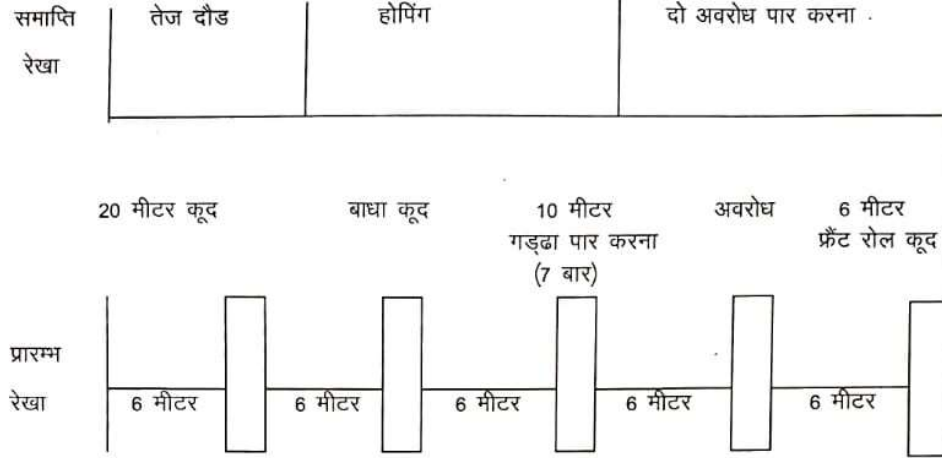 समाप्ति
रेखा
तेज दौड
होपिंग
दो अवरोध पार करना
20 मीटर कूद
बाधा कूद
10 मीटर
गड्ढा पार करना
(7 बार)
अवरोध
6 मीटर
फ्रैंट रोल कूद
प्रारम्भ
रेखा
6 मीटर
6 मीटर
6 मीटर
6 मीटर
6 मीटर